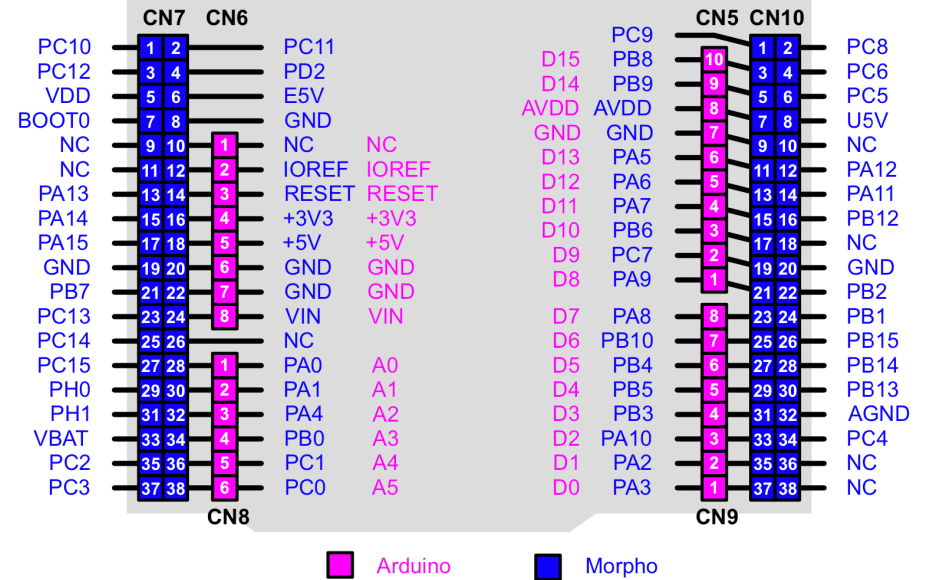 CN7 CN6 CN5 CN10
PC9
PC10 1 2 PC11 1 2 PC8
D15 PB8 10
PC12 3 4 PD2 3 4 PC6
D14 PB9 9
VDD 5 6 E5V 5 6 PC5
AVDD AVDD 8
BOOT0 7 8 GND 7 8 U5V
GND GND 7
NC 9 10 1 NC NC 9 10 NC
D13 PA5 6
NC 11 12 2 IOREF IOREF 11 12 PA12
D12 PA6 5
PA13 13 14 3 RESET RESET 13 14 PA11
D11 PA7 4
PA14 15 16 4 +3V3 +3V3 15 16 PB12
D10 PB6 3
PA15 17 18 5 +5V +5V 17 18 NC
D9 PC7 2
GND 19 20 6 GND GND 19 20 GND
D8 PA9 1
PB7 21 22 7 GND GND 21 22 PB2
PC13 23 24 8 VIN VIN D7 PA8 8 23 24 PB1
PC14 25 26 NC D6 PB10 7 25 26 PB15
PC15 27 28 1 PA0 A0 D5 PB4 6 27 28 PB14
PH0 29 30 2 PA1 A1 D4 PB5 5 29 30 PB13
PH1 31 32 3 PA4 A2 D3 PB3 4 31 32 AGND
VBAT 33 34 4 PB0 A3 D2 PA10 3 33 34 PC4
PC2 35 36 5 PC1 A4 D1 PA2 2 35 36 NC
PC3 37 38 6 PC0 A5 D0 PA3 1 37 38 NC
CN8 CN9
Arduino Morpho